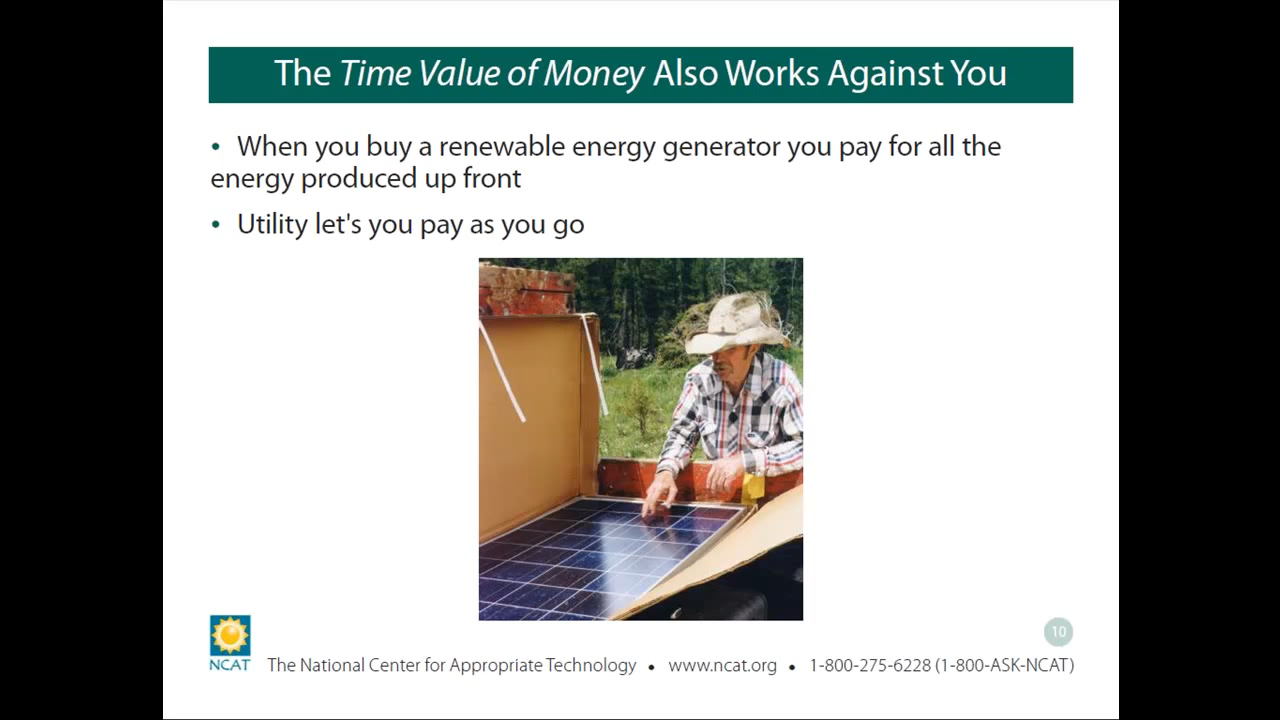 The Time Value of Money Also Works Against You
• When you buy a renewable energy generator you pay for all the
energy produced up front
• Utility let's you pay as you go
10
NCAT
The National Center for Appropriate Technology • www.ncat.org • 1-800-275-6228 (1-800-ASK-NCAT)